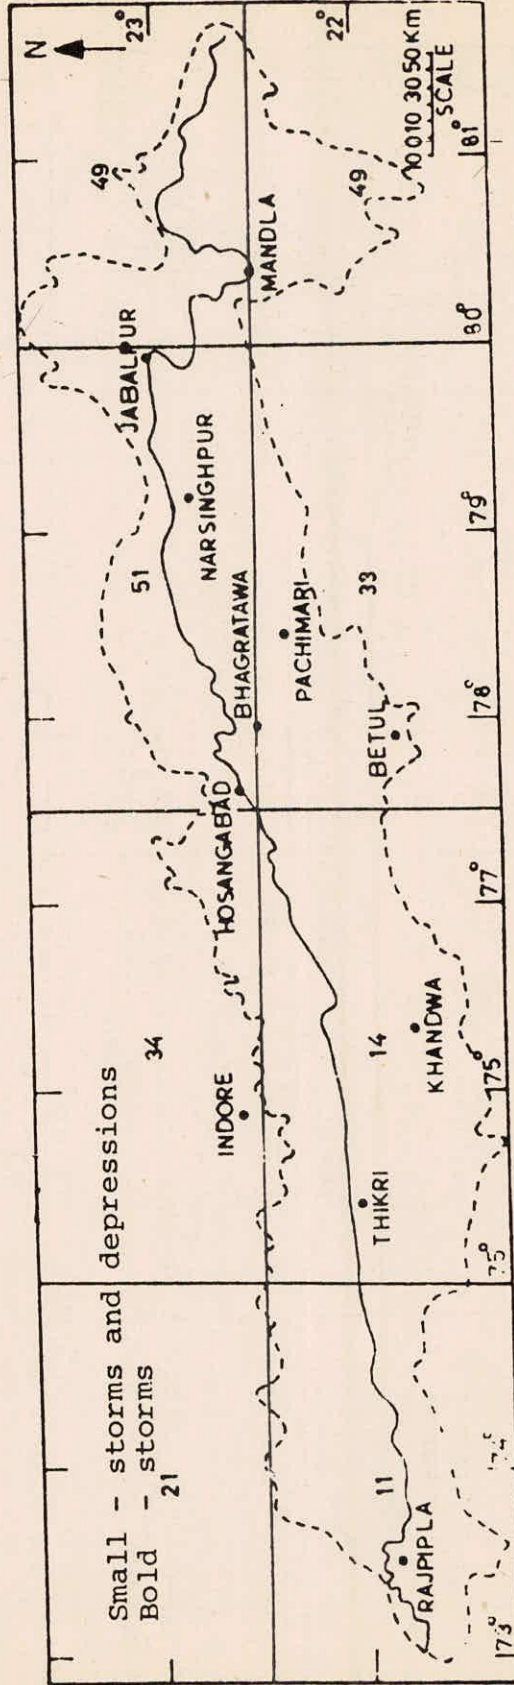 N
23°
22°
10 0 10 30 50 Km
SCALE
49
49
81°
MANDLA
80°
JABALPUR
NARSINGHPUR
79°
51
BHAGRATAWA
PACHIMARI
33
78°
BETUL
HOSANGABAD
77°
34
14
KHANDWA
INDORE
175°
THIKRI
75°
Small - storms and depressions
Bold - storms
21
11
74°
RAJPIPLA
73°